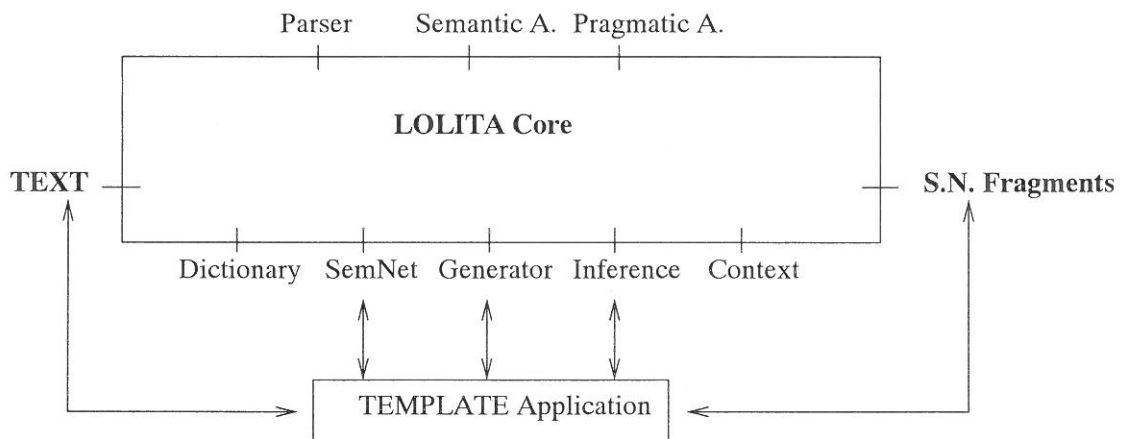 Parser Semantic A. Pragmatic A.
LOLITA Core
TEXT S.N. Fragments
Dictionary SemNet Generator Inference Context
TEMPLATE Application